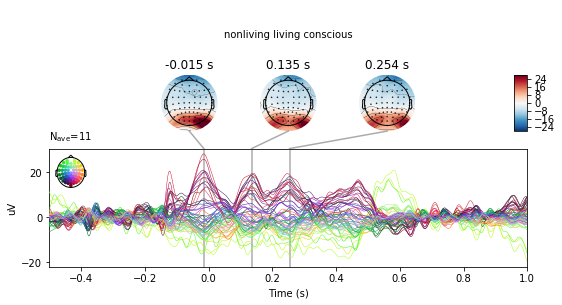 nonliving living conscious
-0.015 s 0.135 s 0.254 s
24
16
8
0
−8
−16
−24
Nave=11
20
0
−20
uV
−0.4 −0.2 0.0 0.2 0.4 0.6 0.8 1.0
Time (s)